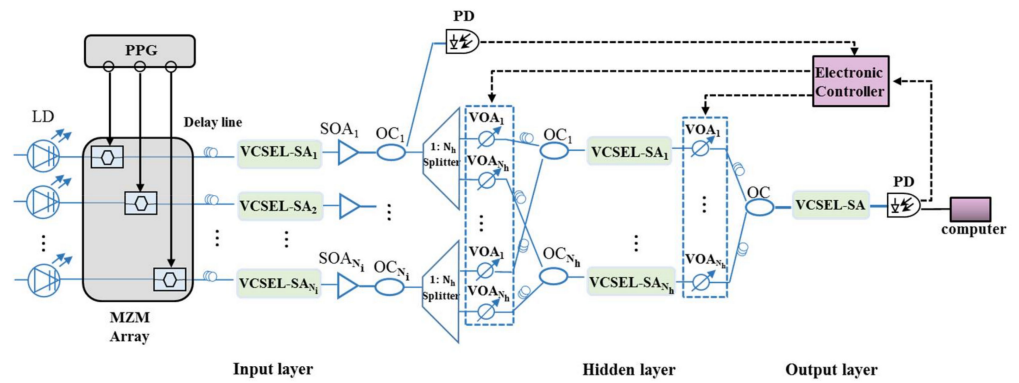 PD
PPG
Electronic
Controller
LD
Delay line
SOA₁
OC₁
VOA₁
OC₁
VOA₁
VCSEL-SA₁
1: Nₕ
Splitter
VCSEL-SA₁
VOAₙₕ
OC
PD
VCSEL-SA₂
VCSEL-SA
computer
VOA₁
SOAₙᵢ
OCₙᵢ
OCₙₕ
VOAₙₕ
VCSEL-SAₙᵢ
1: Nₕ
Splitter
VOAₙₕ
VCSEL-SAₙₕ
MZM
Array
Input layer
Hidden layer
Output layer